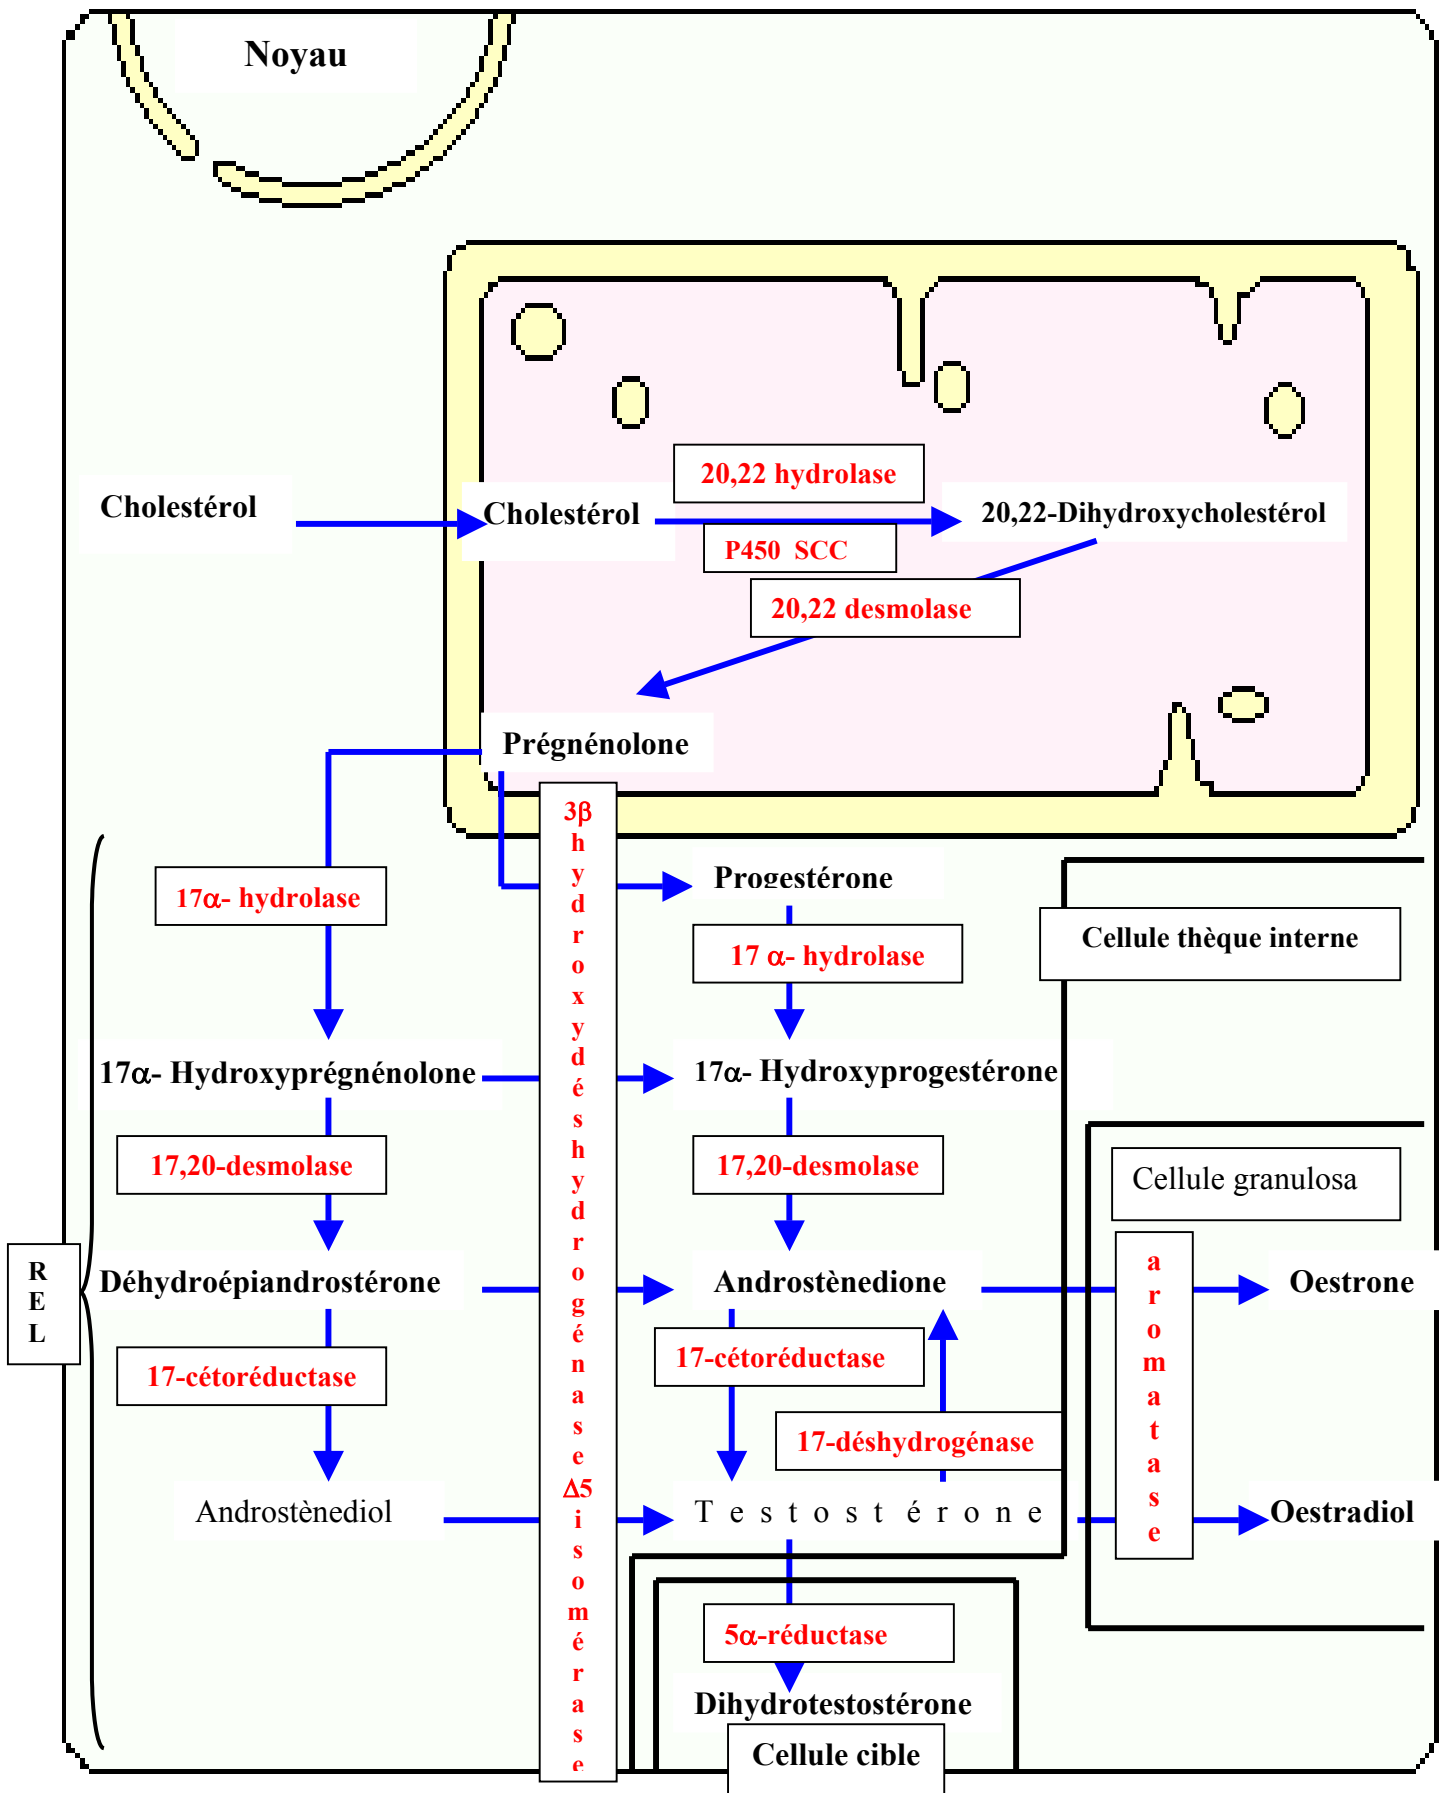 Noyau
20,22 hydrolase
Cholestérol
Cholestérol
20,22-Dihydroxycholestérol
P450 SCC
20,22 desmolase
Prégnénolone
3β hydroxydéshydrogénase Δ5 isomérase
17α- hydrolase
Progestérone
17 α- hydrolase
Cellule thèque interne
17α- Hydroxyprégnénolone
17α- Hydroxyprogestérone
17,20-desmolase
17,20-desmolase
Cellule granulosa
REL
Déhydroépiandrostérone
Androstènedione
aromatase
Oestrone
17-cétoréductase
17-cétoréductase
17-déshydrogénase
Androstènediol
Testostérone
Oestradiol
5α-réductase
Dihydrotestostérone
Cellule cible